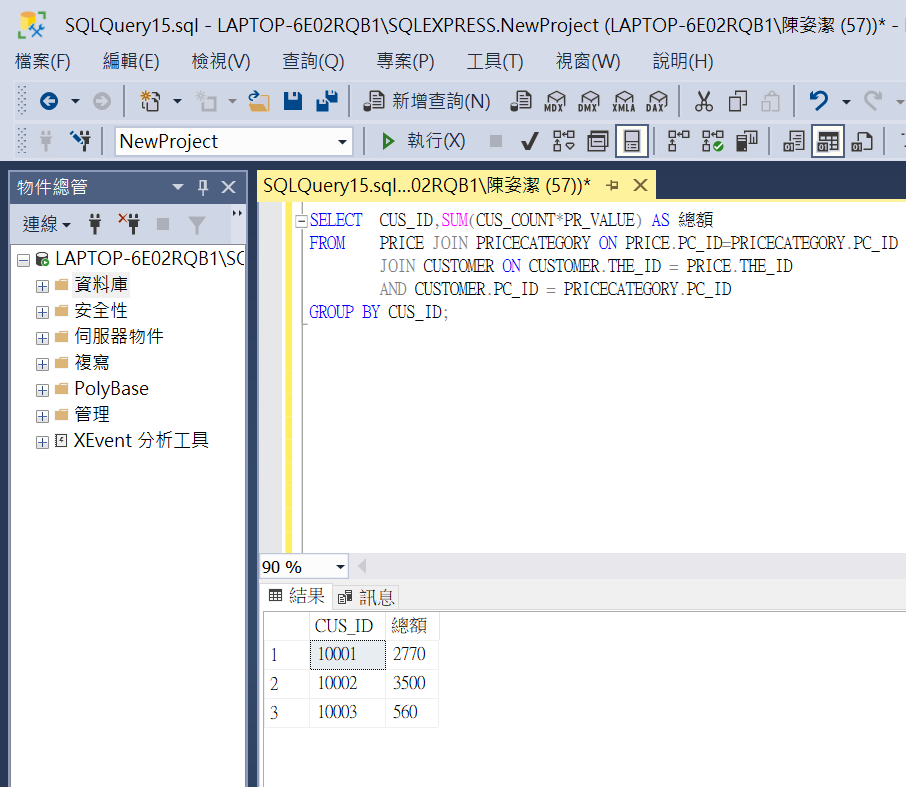 SQLQuery15.sql - LAPTOP-6E02RQB1\SQLEXPRESS.NewProject (LAPTOP-6E02RQB1\陳姿潔 (57))* -
檔案(F) 編輯(E) 檢視(V) 查詢(Q) 專案(P) 工具(T) 視窗(W) 說明(H)
新增查詢(N) MDX DMX XMLA DAX
NewProject 執行(X)
物件總管
SQLQuery15.sql...02RQB1\陳姿潔 (57))*
連線
LAPTOP-6E02RQB1\SC
資料庫
安全性
伺服器物件
複寫
PolyBase
管理
XEvent 分析工具
SELECT CUS_ID,SUM(CUS_COUNT*PR_VALUE) AS 總額
FROM PRICE JOIN PRICECATEGORY ON PRICE.PC_ID=PRICECATEGORY.PC_ID
JOIN CUSTOMER ON CUSTOMER.THE_ID = PRICE.THE_ID
AND CUSTOMER.PC_ID = PRICECATEGORY.PC_ID
GROUP BY CUS_ID;
90 %
結果 訊息
CUS_ID 總額
1 10001 2770
2 10002 3500
3 10003 560